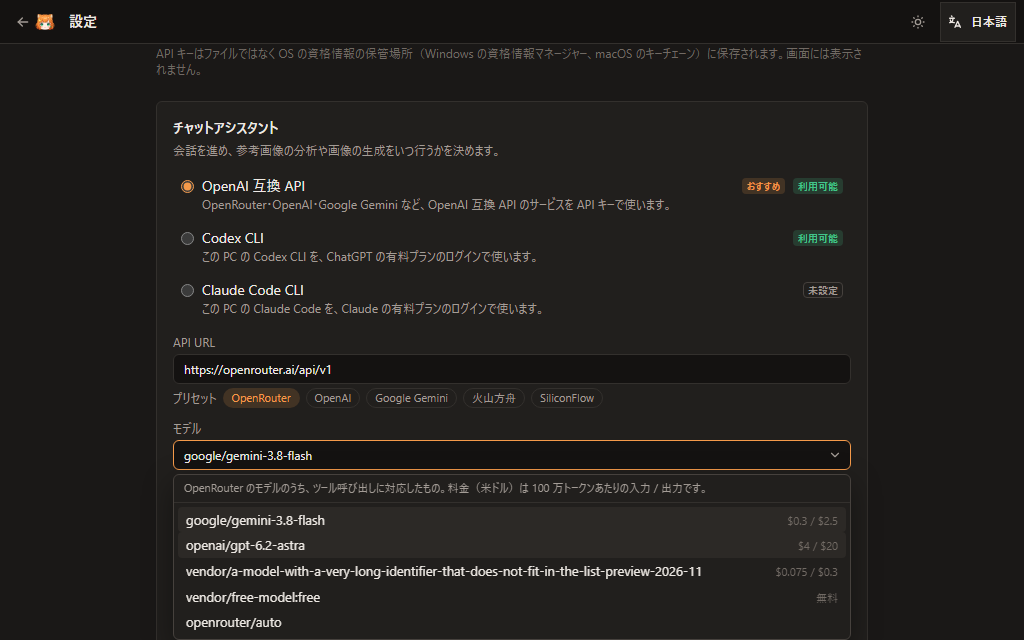 設定
日本語
API キーはファイルではなく OS の資格情報の保管場所（Windows の資格情報マネージャー、macOS のキーチェーン）に保存されます。画面には表示さ
れません。
チャットアシスタント
会話を進め、参考画像の分析や画像の生成をいつ行うかを決めます。
OpenAI 互換 API
おすすめ
利用可能
OpenRouter・OpenAI・Google Gemini など、OpenAI 互換 API のサービスを API キーで使います。
Codex CLI
利用可能
この PC の Codex CLI を、ChatGPT の有料プランのログインで使います。
Claude Code CLI
未設定
この PC の Claude Code を、Claude の有料プランのログインで使います。
API URL
https://openrouter.ai/api/v1
プリセット OpenRouter OpenAI Google Gemini 火山方舟 SiliconFlow
モデル
google/gemini-3.8-flash
OpenRouter のモデルのうち、ツール呼び出しに対応したもの。料金（米ドル）は 100 万トークンあたりの入力 / 出力です。
google/gemini-3.8-flash $0.3 / $2.5
openai/gpt-6.2-astra $4 / $20
vendor/a-model-with-a-very-long-identifier-that-does-not-fit-in-the-list-preview-2026-11 $0.075 / $0.3
vendor/free-model:free 無料
openrouter/auto